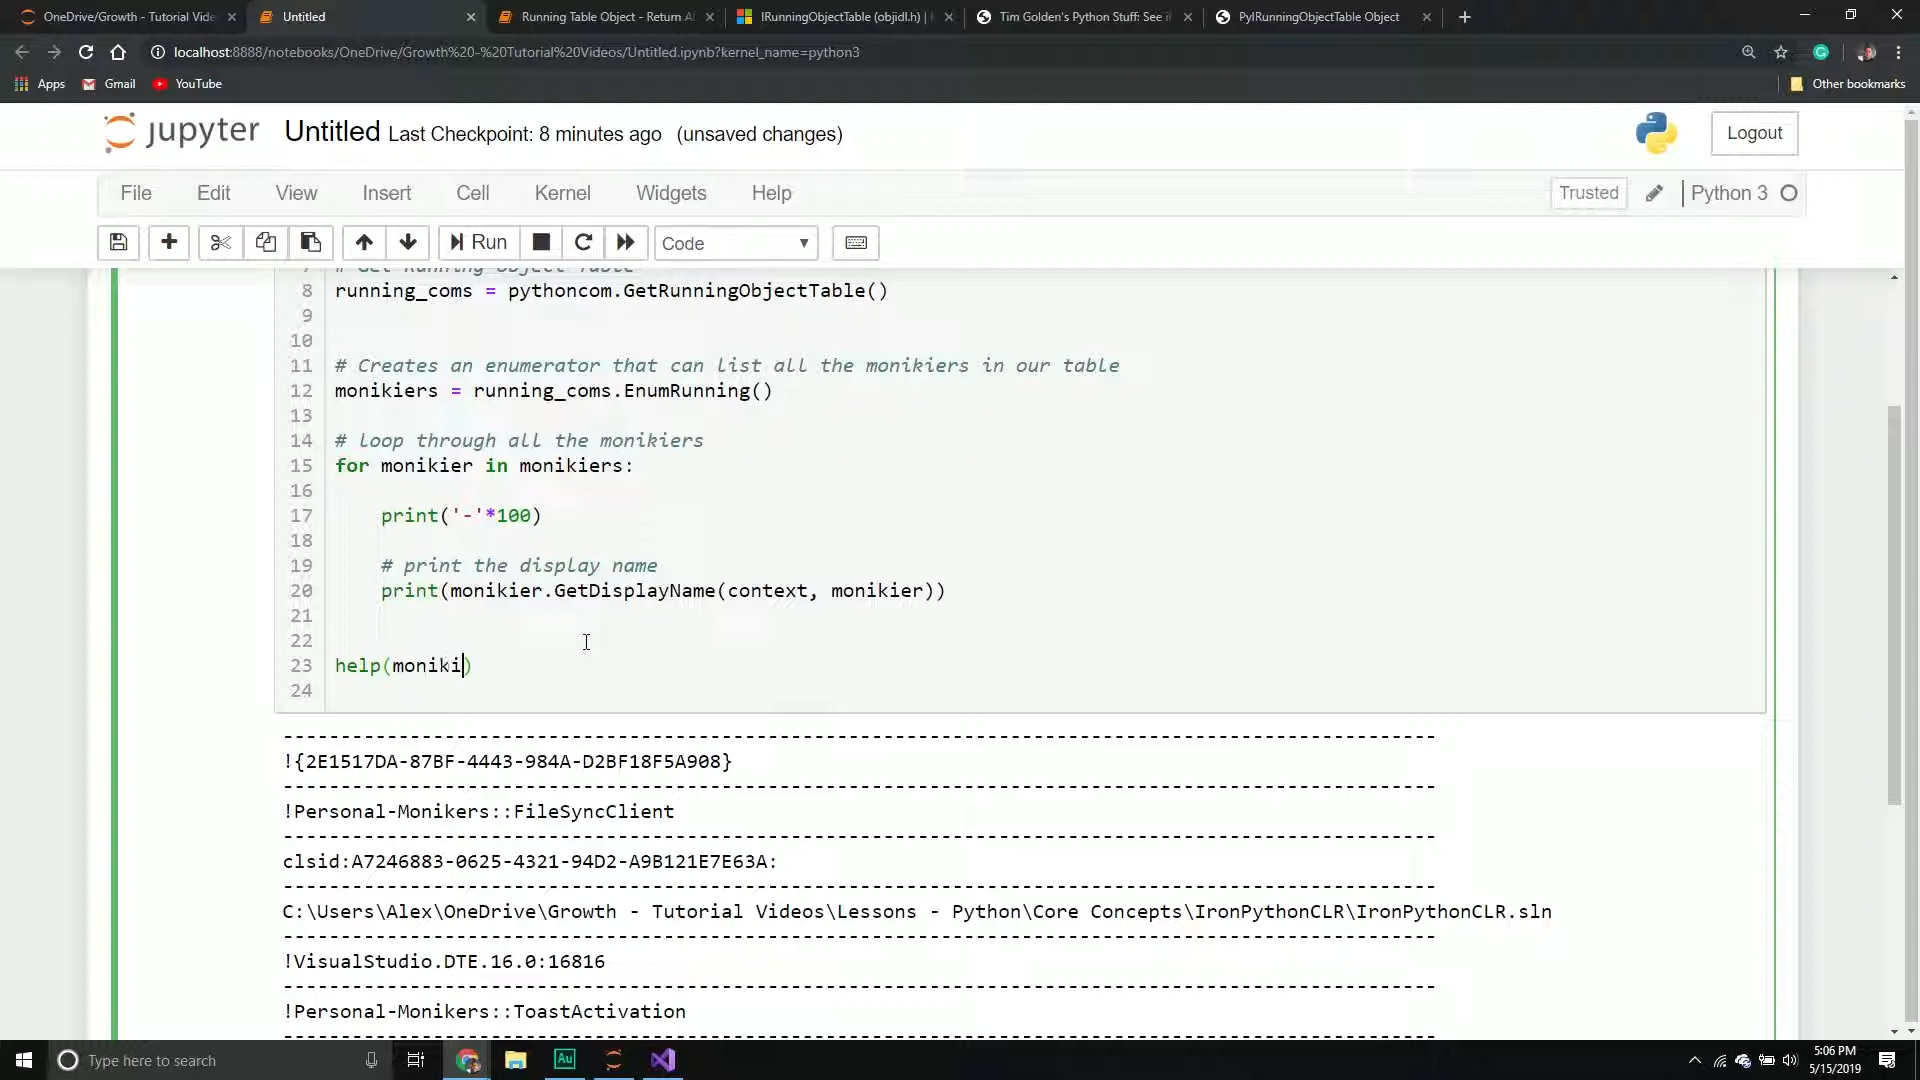 OneDrive/Growth - Tutorial Vide
Untitled
Running Table Object - Return Al
IRunningObjectTable (objidl.h) |
Tim Golden's Python Stuff: See i
PyIRunningObjectTable Object
localhost:8888/notebooks/OneDrive/Growth%20-%20Tutorial%20Videos/Untitled.ipynb?kernel_name=python3
Apps
Gmail
YouTube
Other bookmarks
jupyter
Untitled Last Checkpoint: 8 minutes ago (unsaved changes)
Logout
File
Edit
View
Insert
Cell
Kernel
Widgets
Help
Trusted
Python 3
Run
Code
7 # Get Running Object Table
8 running_coms = pythoncom.GetRunningObjectTable()
9
10
11 # Creates an enumerator that can list all the monikiers in our table
12 monikiers = running_coms.EnumRunning()
13
14 # loop through all the monikiers
15 for monikier in monikiers:
16
17 print('-'*100)
18
19 # print the display name
20 print(monikier.GetDisplayName(context, monikier))
21
22
23 help(moniki)
24
----------------------------------------------------------------------------------------------------
!{2E1517DA-87BF-4443-984A-D2BF18F5A908}
----------------------------------------------------------------------------------------------------
!Personal-Monikers::FileSyncClient
----------------------------------------------------------------------------------------------------
clsid:A7246883-0625-4321-94D2-A9B121E7E63A:
----------------------------------------------------------------------------------------------------
C:\Users\Alex\OneDrive\Growth - Tutorial Videos\Lessons - Python\Core Concepts\IronPythonCLR\IronPythonCLR.sln
----------------------------------------------------------------------------------------------------
!VisualStudio.DTE.16.0:16816
----------------------------------------------------------------------------------------------------
!Personal-Monikers::ToastActivation
----------------------------------------------------------------------------------------------------
Type here to search
Au
5:06 PM
5/15/2019